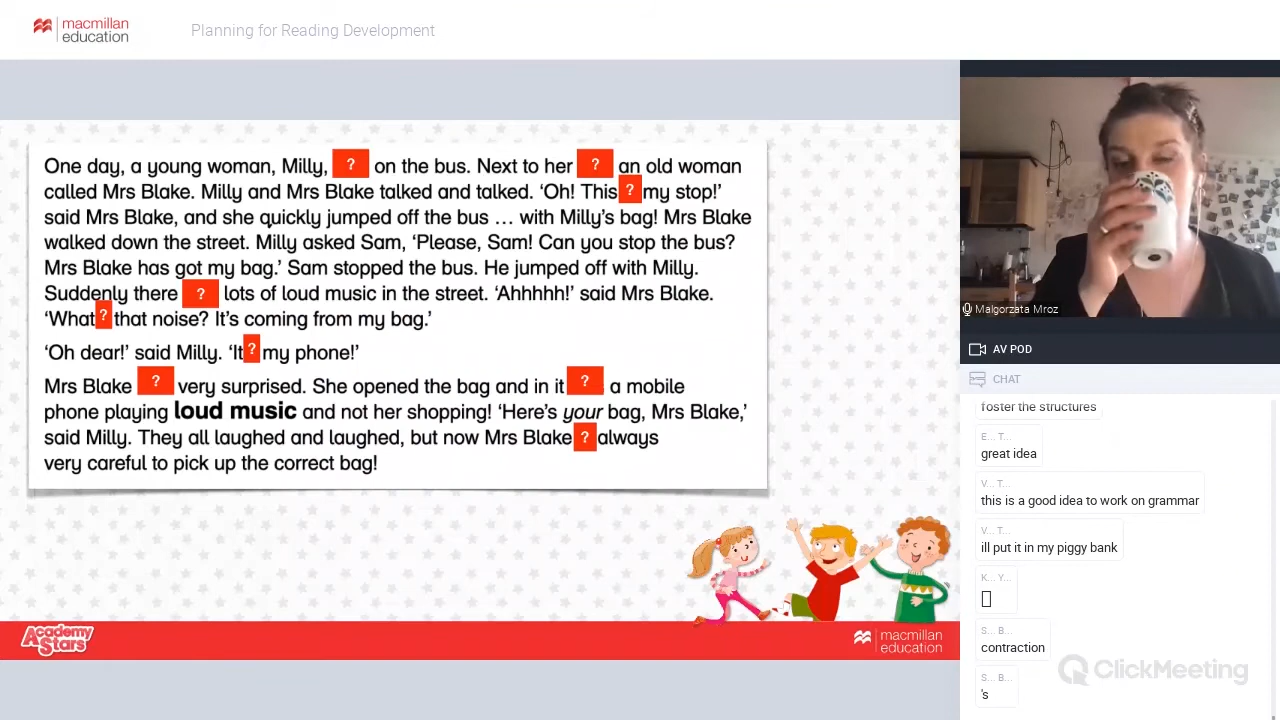 macmillan
education
Planning for Reading Development
One day, a young woman, Milly, ? on the bus. Next to her ? an old woman
called Mrs Blake. Milly and Mrs Blake talked and talked. ‘Oh! This ? my stop!’
said Mrs Blake, and she quickly jumped off the bus … with Milly’s bag! Mrs Blake
walked down the street. Milly asked Sam, ‘Please, Sam! Can you stop the bus?
Mrs Blake has got my bag.’ Sam stopped the bus. He jumped off with Milly.
Suddenly there ? lots of loud music in the street. ‘Ahhhhh!’ said Mrs Blake.
‘What ? that noise? It’s coming from my bag.’
‘Oh dear!’ said Milly. ‘It ? my phone!’
Mrs Blake ? very surprised. She opened the bag and in it ? a mobile
phone playing loud music and not her shopping! ‘Here’s your bag, Mrs Blake,’
said Milly. They all laughed and laughed, but now Mrs Blake ? always
very careful to pick up the correct bag!
Academy
Stars
macmillan
education
Malgorzata Mroz
AV POD
CHAT
foster the structures
E... T...
great idea
V... T...
this is a good idea to work on grammar
V... T...
ill put it in my piggy bank
K... Y...
S... B...
contraction
S... B...
's
ClickMeeting